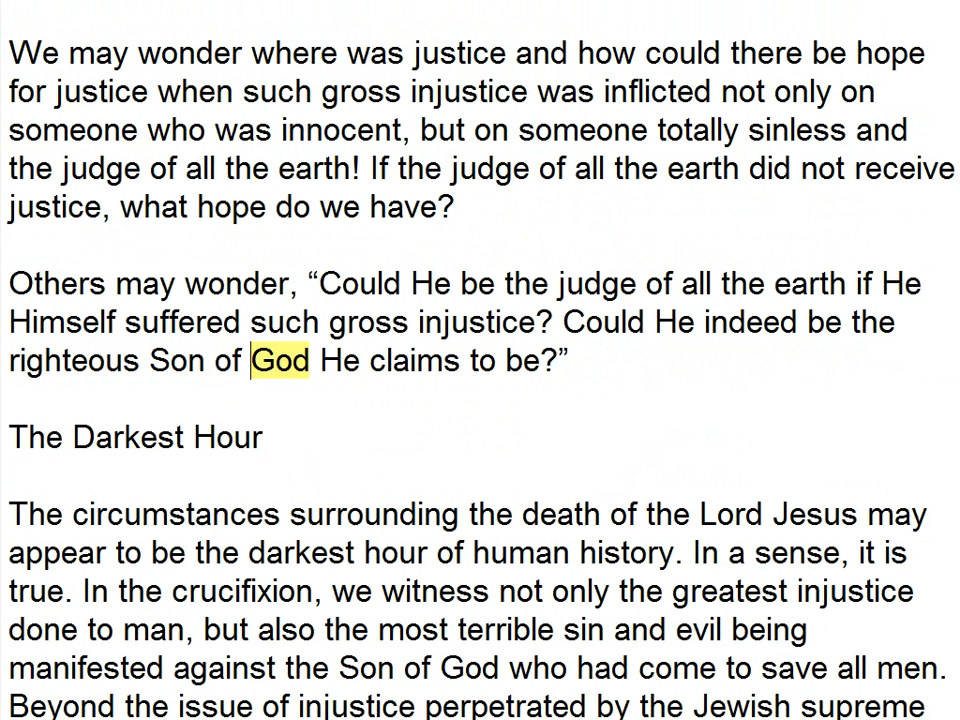 We may wonder where was justice and how could there be hope
for justice when such gross injustice was inflicted not only on
someone who was innocent, but on someone totally sinless and
the judge of all the earth! If the judge of all the earth did not receive
justice, what hope do we have?
Others may wonder, “Could He be the judge of all the earth if He
Himself suffered such gross injustice? Could He indeed be the
righteous Son of God He claims to be?”
The Darkest Hour
The circumstances surrounding the death of the Lord Jesus may
appear to be the darkest hour of human history. In a sense, it is
true. In the crucifixion, we witness not only the greatest injustice
done to man, but also the most terrible sin and evil being
manifested against the Son of God who had come to save all men.
Beyond the issue of injustice perpetrated by the Jewish supreme